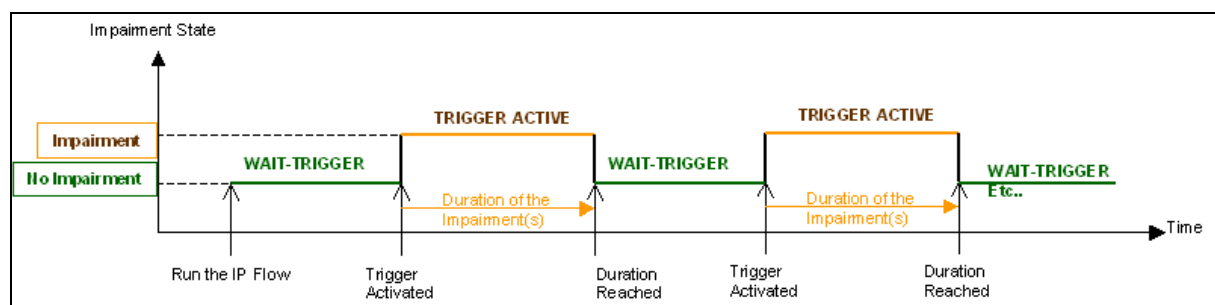 Impairment State
TRIGGER ACTIVE
TRIGGER ACTIVE
Impairment
WAIT-TRIGGER
WAIT-TRIGGER
WAIT-TRIGGER
Etc..
No Impairment
Duration of the
Impairment(s)
Duration of the
Impairment(s)
Time
Run the IP Flow
Trigger
Activated
Duration
Reached
Trigger
Activated
Duration
Reached